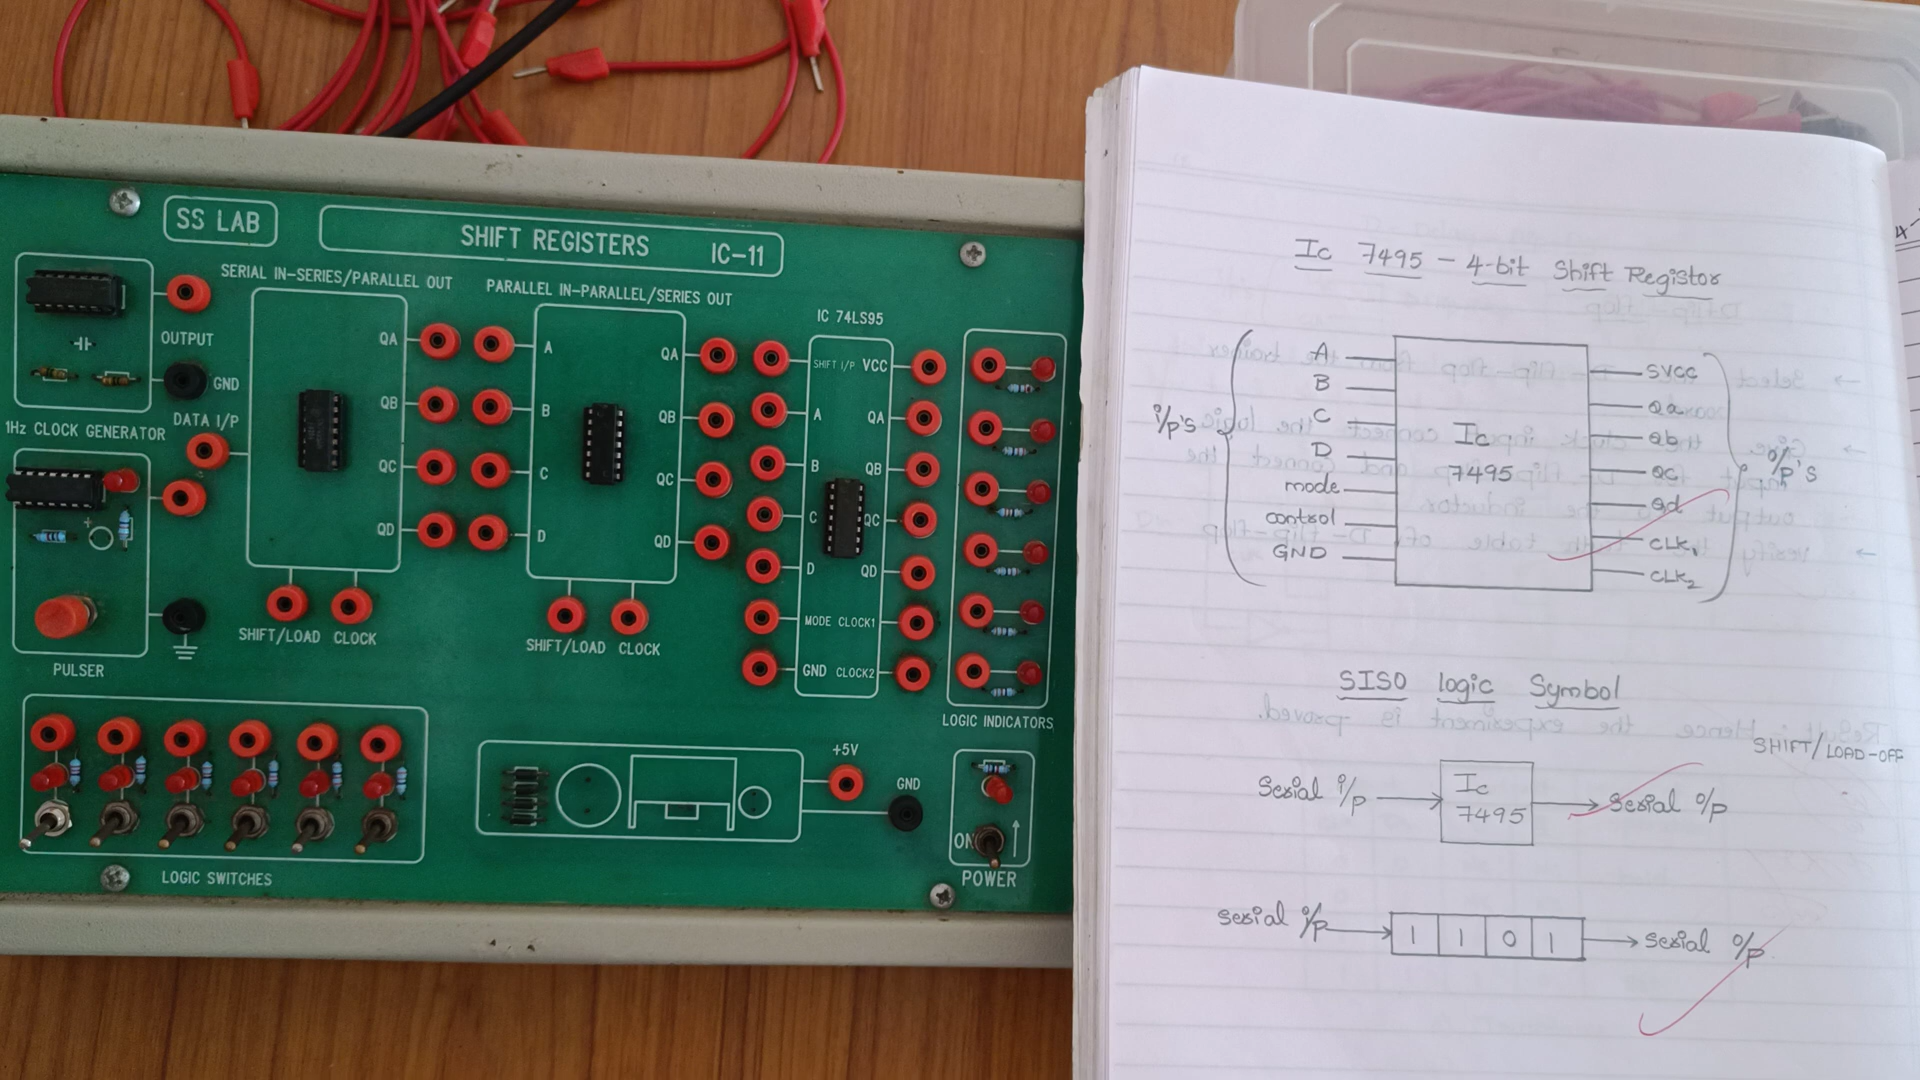 SS LAB
SHIFT REGISTERS IC-11
SERIAL IN-SERIES/PARALLEL OUT
PARALLEL IN-PARALLEL/SERIES OUT
IC 74LS95
OUTPUT
GND
1Hz CLOCK GENERATOR
DATA I/P
PULSER
QA
QB
QC
QD
SHIFT/LOAD CLOCK
A
B
C
D
QA
QB
QC
QD
SHIFT/LOAD CLOCK
SHIFT I/P VCC
A QA
B QB
C QC
D QD
MODE CLOCK1
GND CLOCK2
LOGIC INDICATORS
LOGIC SWITCHES
+5V
GND
ON
POWER
Ic 7495 - 4-bit Shift Registor
i/p's
A
B
C
D
mode
control
GND
Ic
7495
5VCC
Qa
Qb
Qc
Qd
CLK1
CLK2
o/p's
SISO logic Symbol
SHIFT/LOAD-OFF
Serial i/p
Ic
7495
Serial o/p
Serial i/p
1 1 0 1
Serial o/p